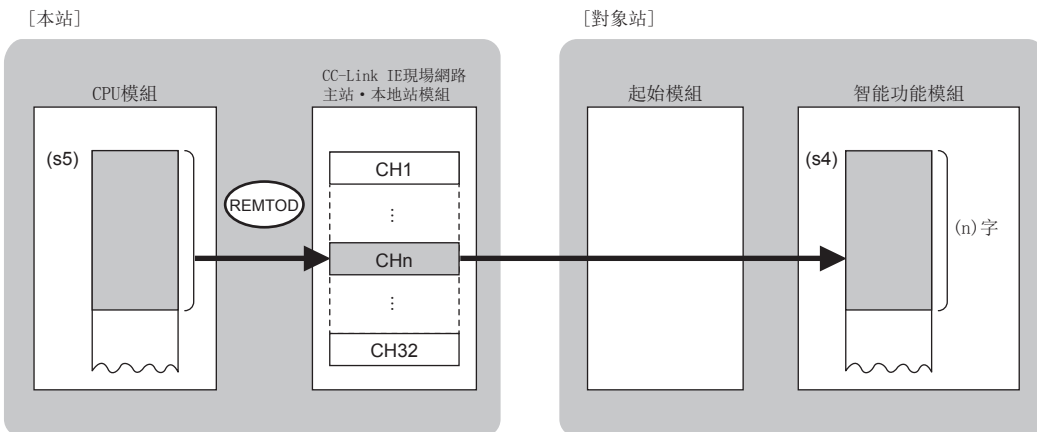 [本站]
[對象站]
CPU模組
CC-Link IE現場網路
主站·本地站模組
起始模組
智能功能模組
(s5)
REMTOD
CH1
⋮
CHn
⋮
CH32
(s4)
(n)字